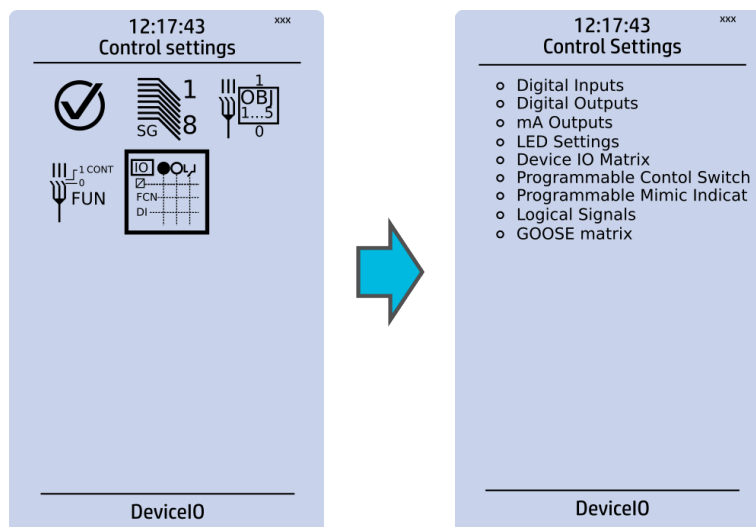 12:17:43 xxx
Control settings
1
SG 8
1
OBJ
1...5
0
1 CONT
0
FUN
IO
FCN
DI
DeviceIO
12:17:43 xxx
Control Settings
Digital Inputs
Digital Outputs
mA Outputs
LED Settings
Device IO Matrix
Programmable Contol Switch
Programmable Mimic Indicat
Logical Signals
GOOSE matrix
DeviceIO